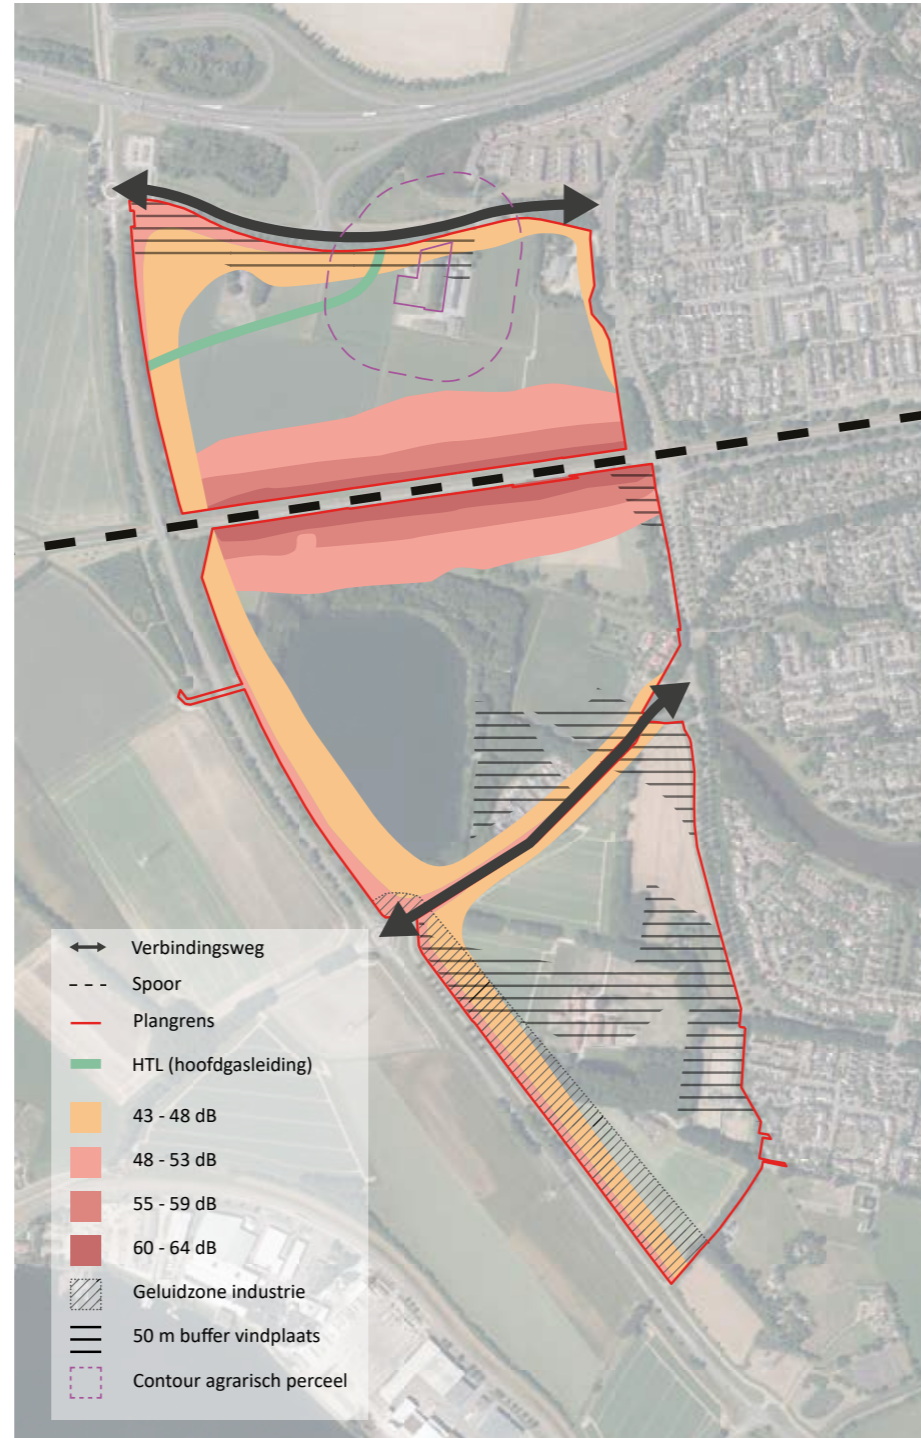 Verbindingsweg
Spoor
Plangrens
HTL (hoofdgasleiding)
43 - 48 dB
48 - 53 dB
55 - 59 dB
60 - 64 dB
Geluidzone industrie
50 m buffer vindplaats
Contour agrarisch perceel